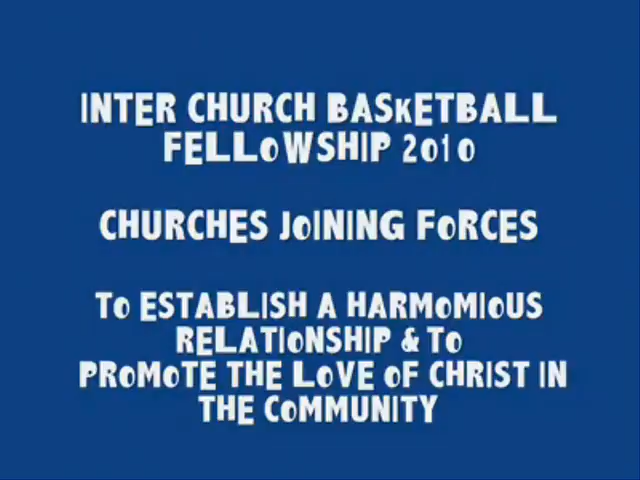 INTER CHURCH BASKETBALL
FELLOWSHIP 2010
CHURCHES JOINING FORCES
TO ESTABLISH A HARMOMIOUS
RELATIONSHIP & TO
PROMOTE THE LOVE OF CHRIST IN
THE COMMUNITY